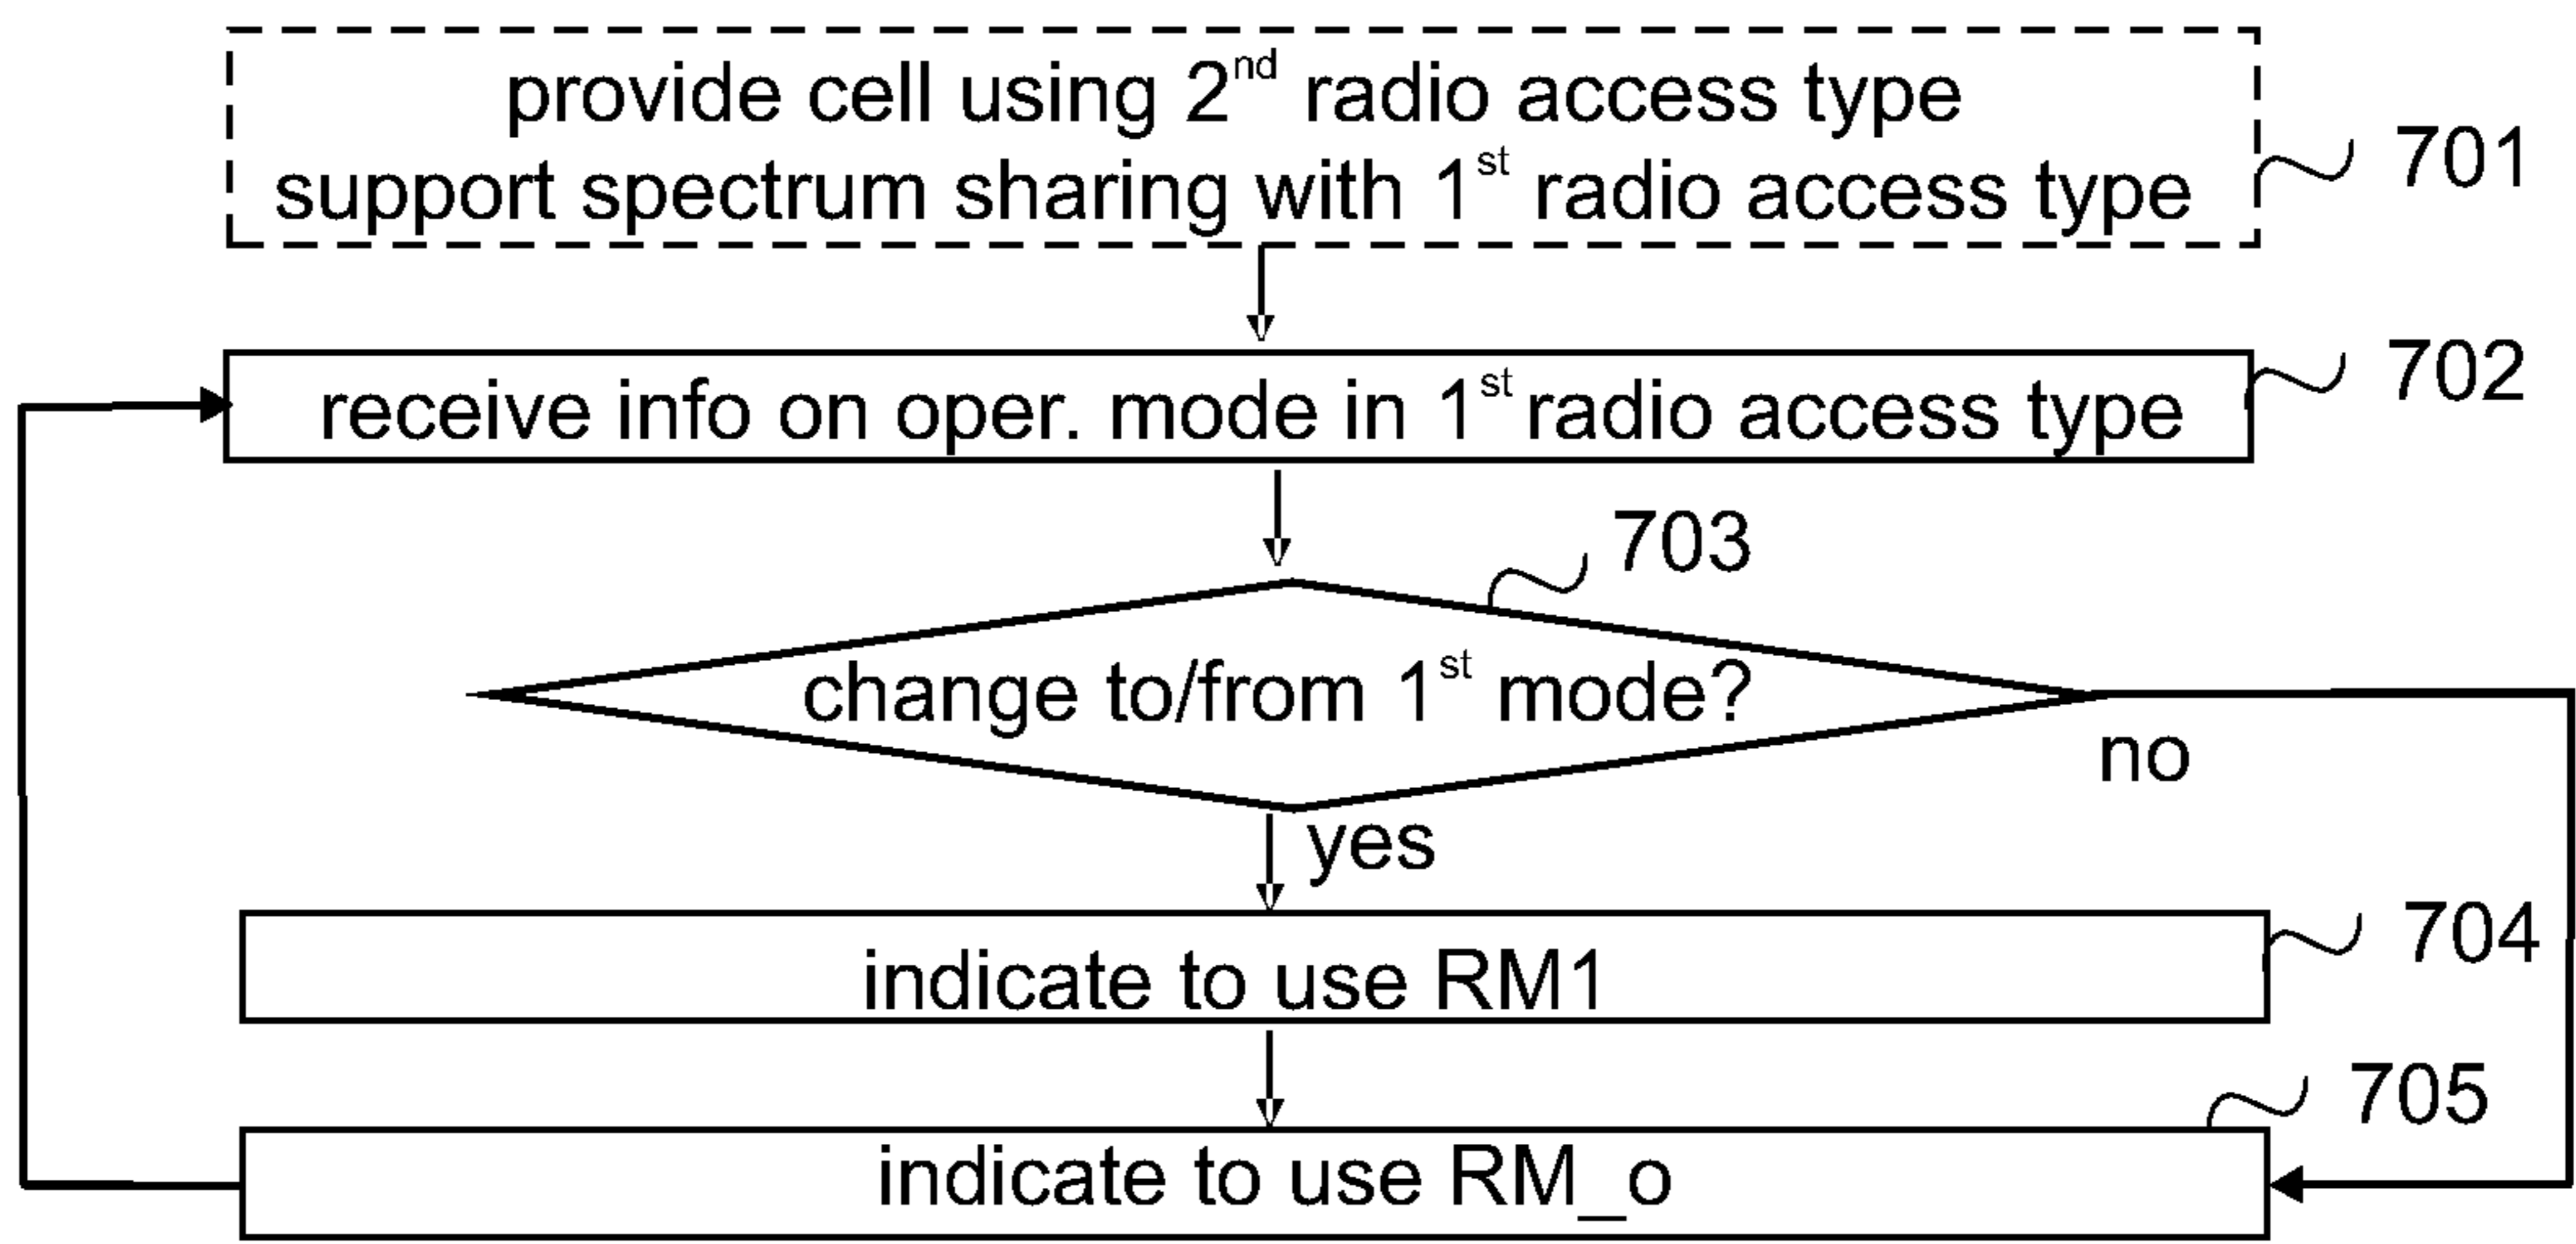 provide cell using 2nd radio access type
support spectrum sharing with 1st radio access type
701
receive info on oper. mode in 1st radio access type
702
703
change to/from 1st mode?
no
yes
indicate to use RM1
704
705
indicate to use RM_o